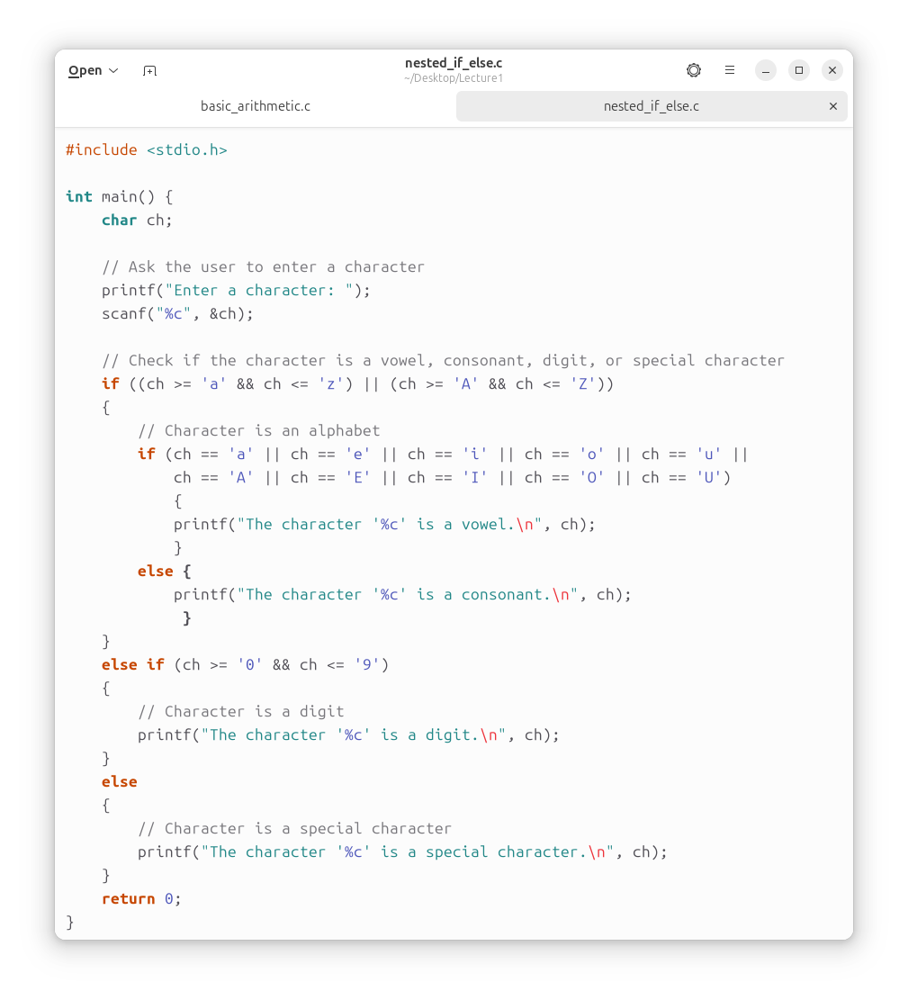 Open
nested_if_else.c
~/Desktop/Lecture1
basic_arithmetic.c
nested_if_else.c
#include <stdio.h>

int main() {
    char ch;

    // Ask the user to enter a character
    printf("Enter a character: ");
    scanf("%c", &ch);

    // Check if the character is a vowel, consonant, digit, or special character
    if ((ch >= 'a' && ch <= 'z') || (ch >= 'A' && ch <= 'Z'))
    {
        // Character is an alphabet
        if (ch == 'a' || ch == 'e' || ch == 'i' || ch == 'o' || ch == 'u' ||
            ch == 'A' || ch == 'E' || ch == 'I' || ch == 'O' || ch == 'U')
            {
            printf("The character '%c' is a vowel.\n", ch);
            }
        else {
            printf("The character '%c' is a consonant.\n", ch);
             }
    }
    else if (ch >= '0' && ch <= '9')
    {
        // Character is a digit
        printf("The character '%c' is a digit.\n", ch);
    }
    else
    {
        // Character is a special character
        printf("The character '%c' is a special character.\n", ch);
    }
    return 0;
}